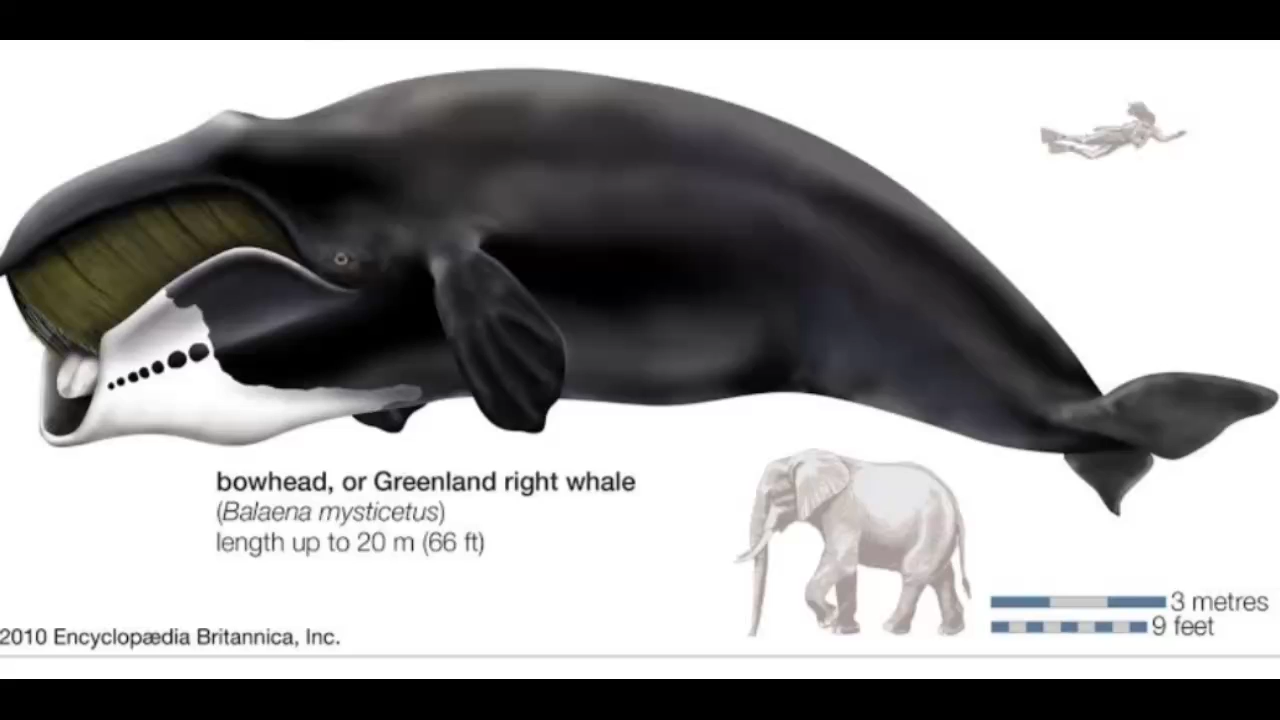 bowhead, or Greenland right whale
(Balaena mysticetus)
length up to 20 m (66 ft)
3 metres
9 feet
2010 Encyclopædia Britannica, Inc.